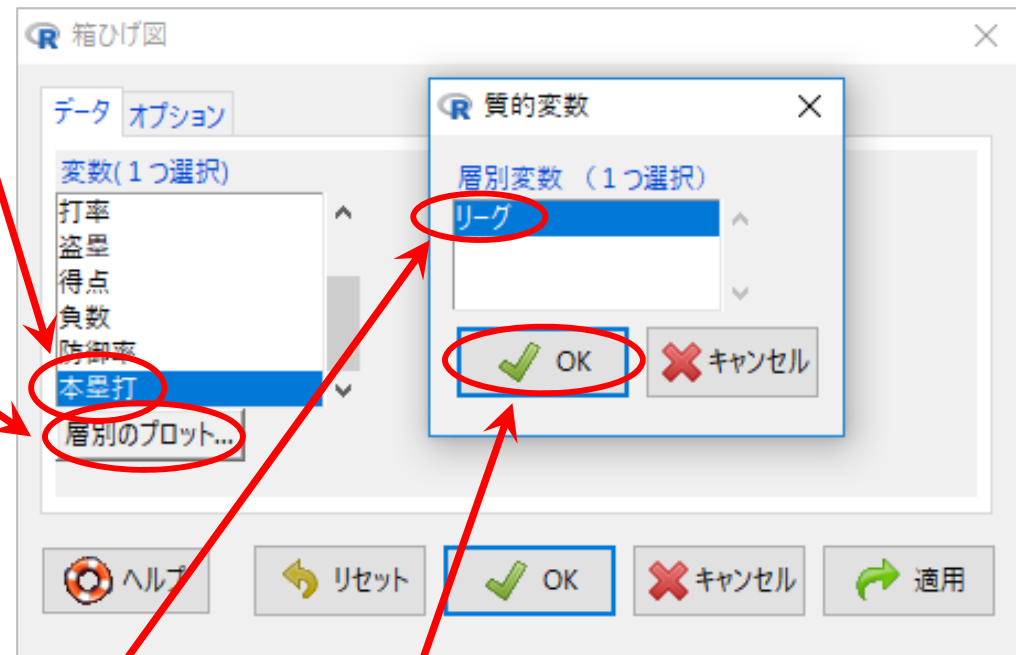 箱ひげ図
データ オプション
変数(１つ選択)
打率
盗塁
得点
負数
防御率
本塁打
層別のプロット...
質的変数
層別変数 （１つ選択）
リーグ
OK キャンセル
ヘルプ リセット OK キャンセル 適用